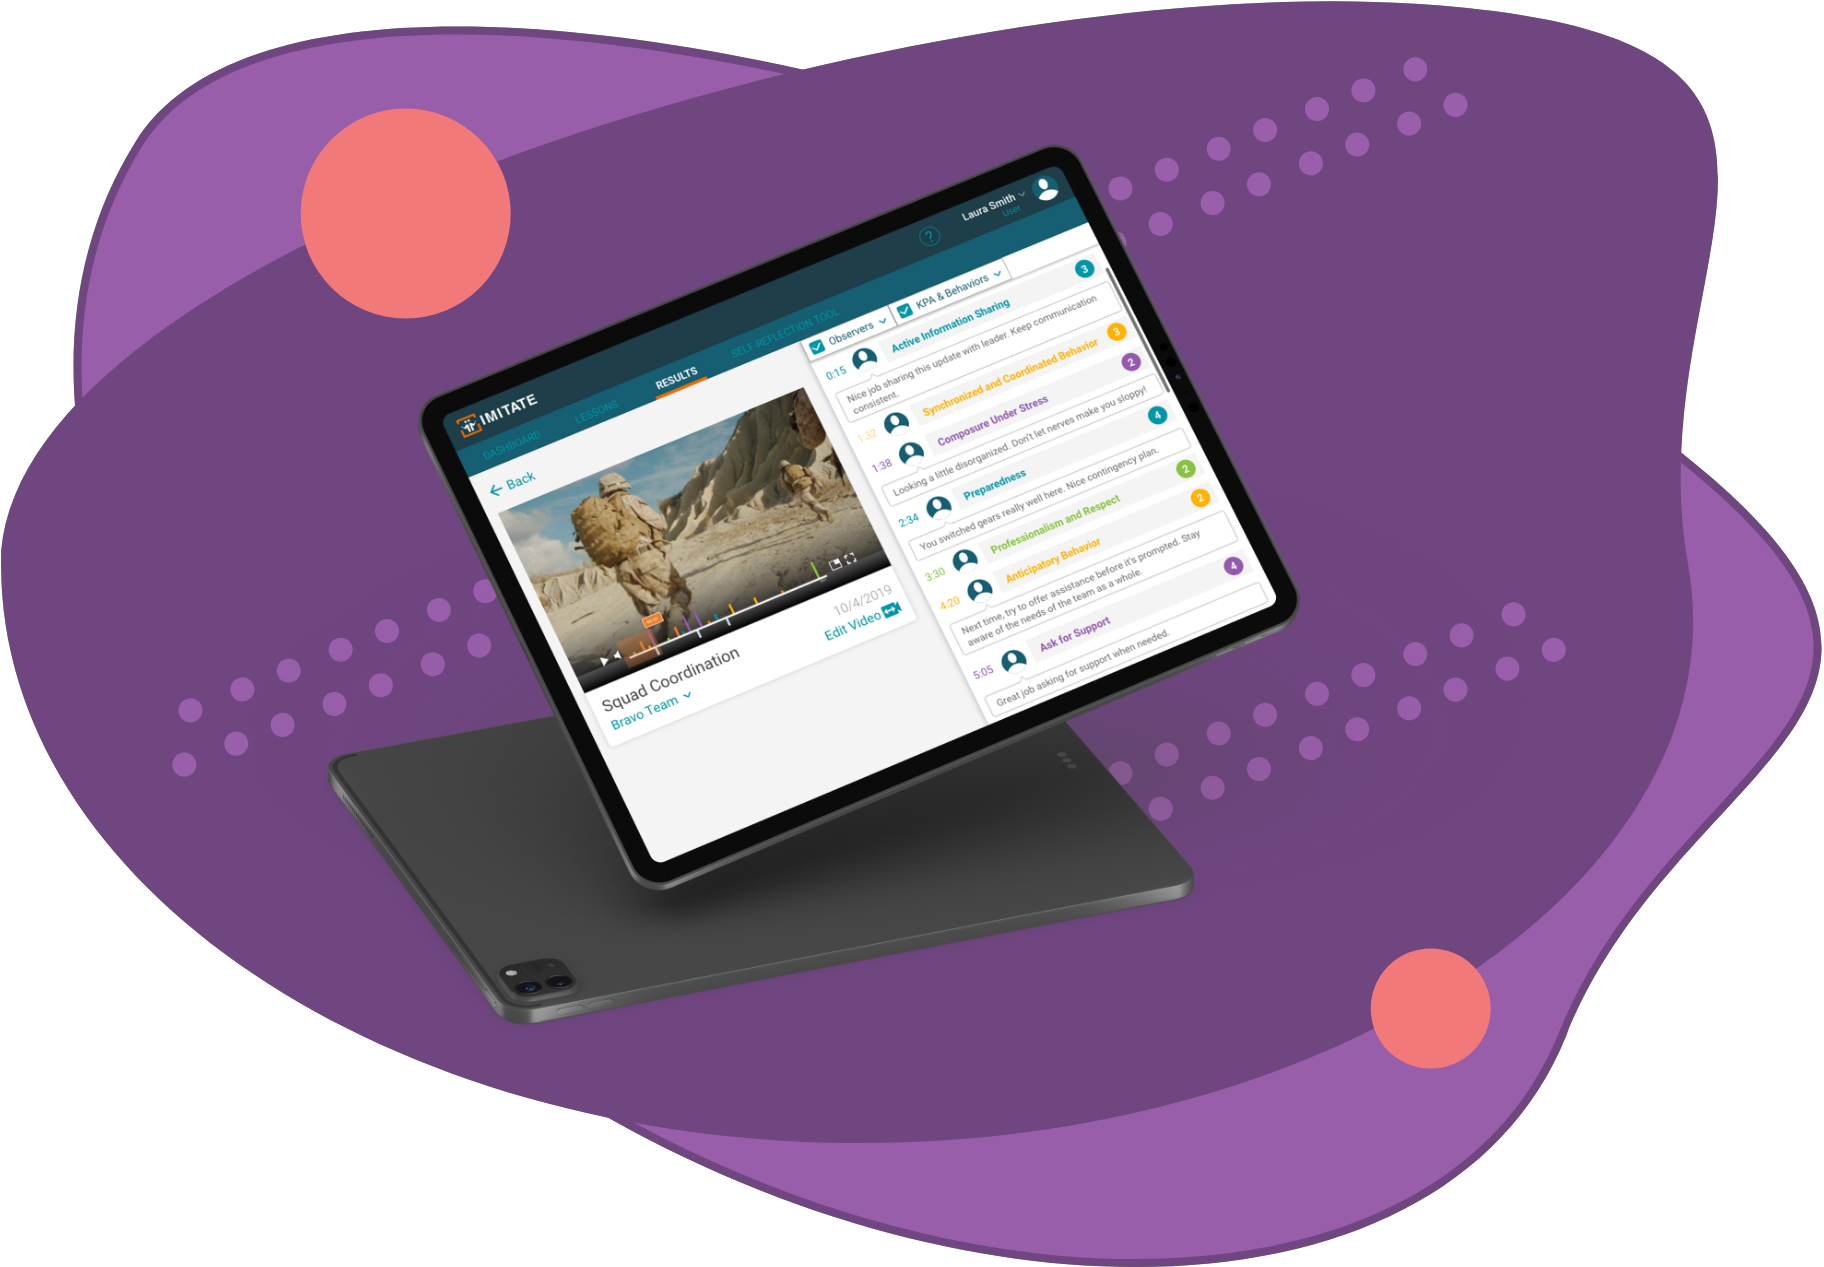 Laura Smith
User
?
IMITATE
DASHBOARD
LESSONS
RESULTS
SELF-REFLECTION TOOL
Back
Squad Coordination
Bravo Team
10/4/2019
Edit Video
Observers
KPA & Behaviors
0:15
Active Information Sharing
3
Nice job sharing this update with leader. Keep communication
consistent.
1:32
Synchronized and Coordinated Behavior
3
1:38
Composure Under Stress
2
Looking a little disorganized. Don't let nerves make you sloppy!
2:34
Preparedness
4
You switched gears really well here. Nice contingency plan.
3:30
Professionalism and Respect
2
4:20
Anticipatory Behavior
2
Next time, try to offer assistance before it's prompted. Stay
aware of the needs of the team as a whole.
5:05
Ask for Support
4
Great job asking for support when needed.